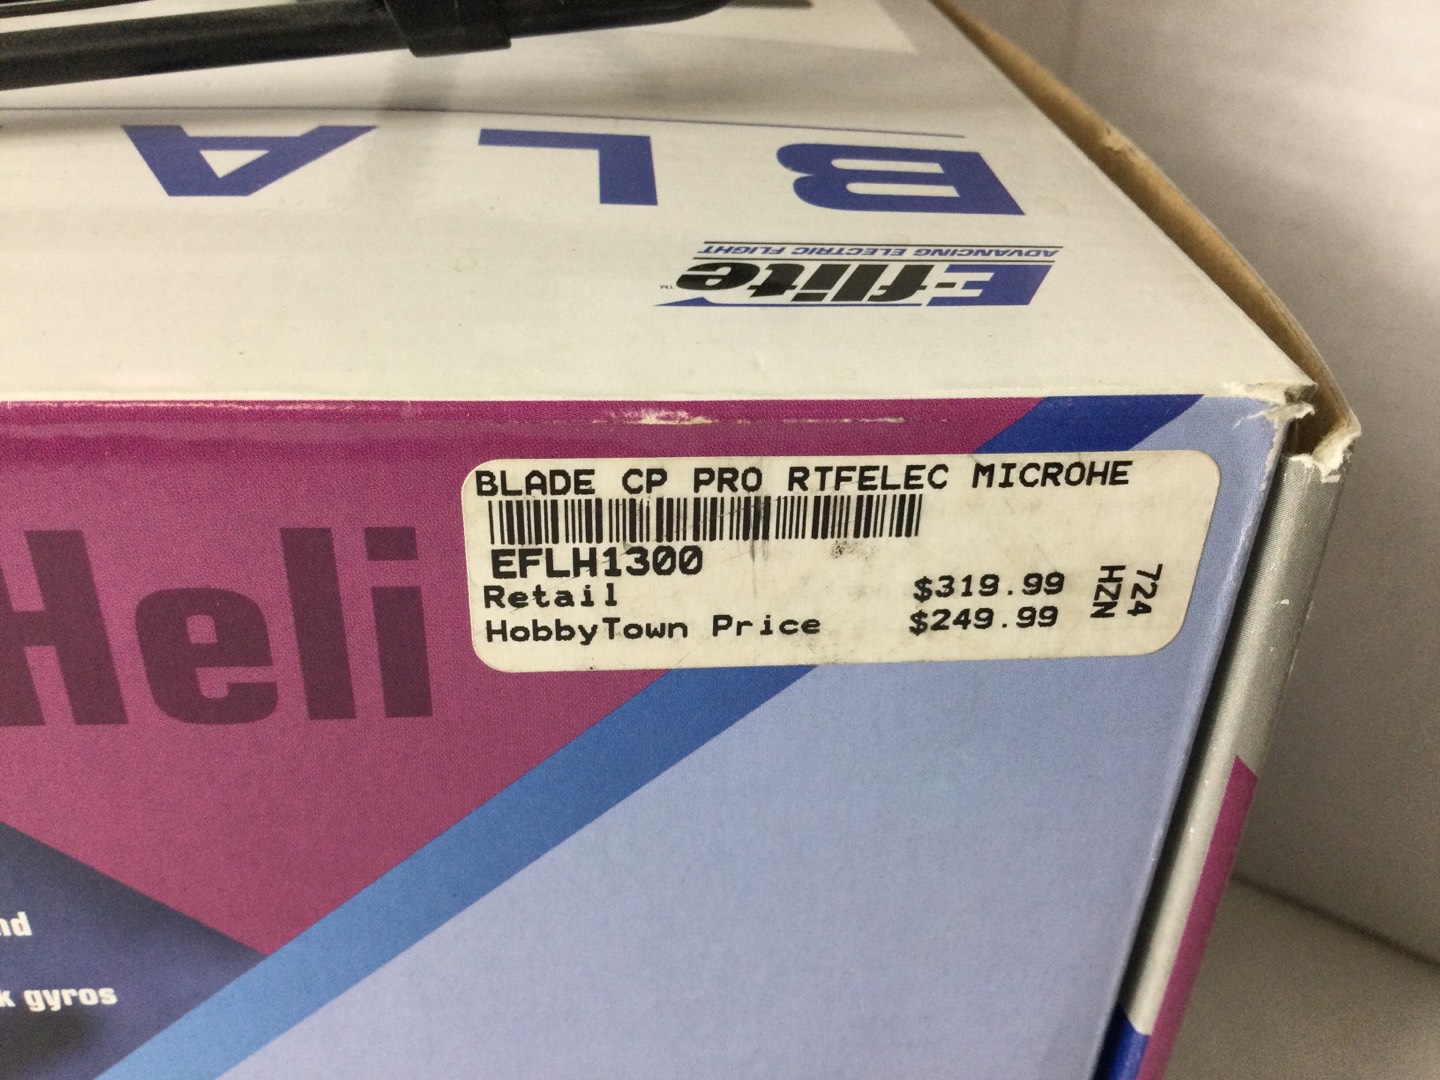 BLA
E-flite™
ADVANCING ELECTRIC FLIGHT
Heli
BLADE CP PRO RTFELEC MICROHE
EFLH1300
Retail $319.99
HobbyTown Price $249.99
724
HZN
nd
k gyros